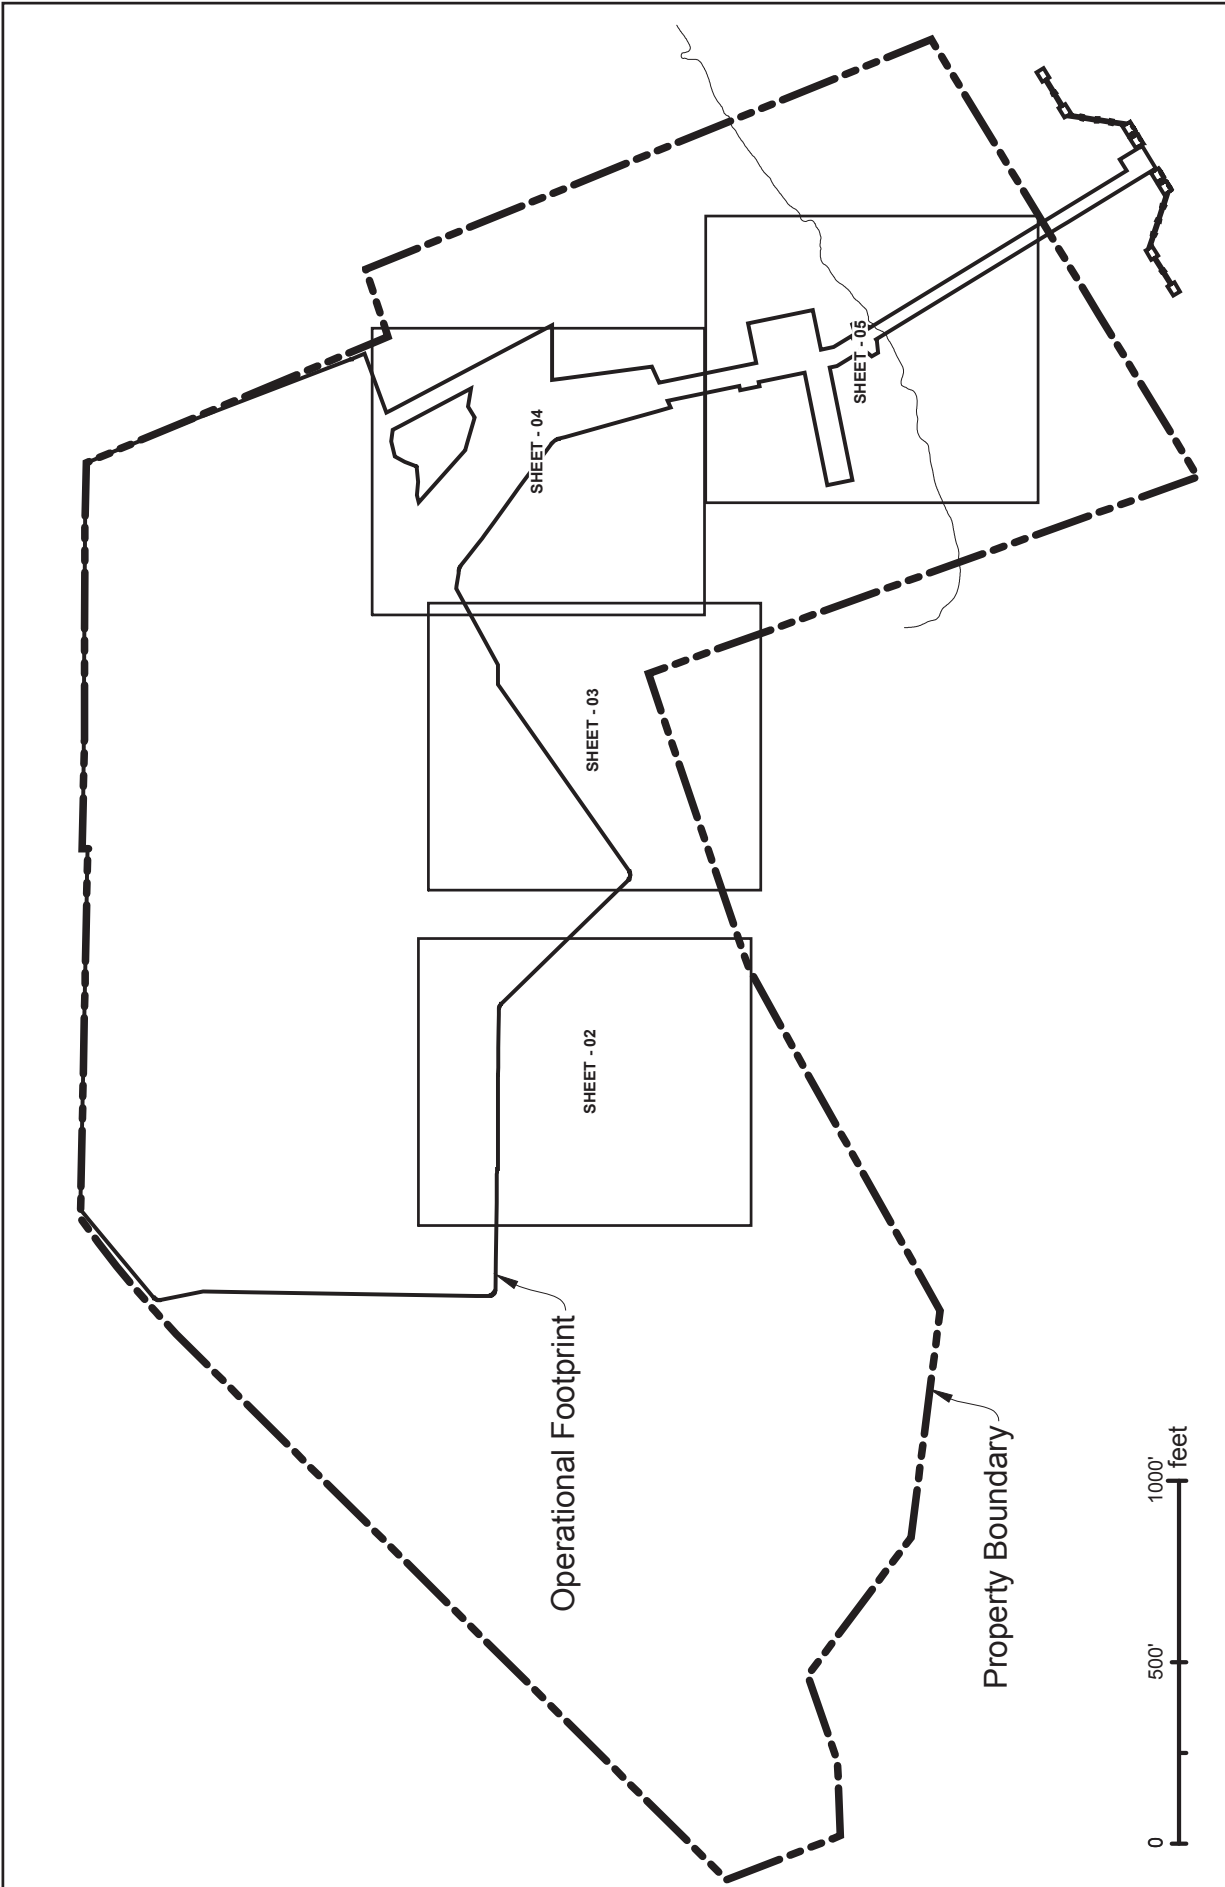 SHEET - 02
SHEET - 03
SHEET - 04
SHEET - 05
Operational Footprint
Property Boundary
0
500'
1000'
feet